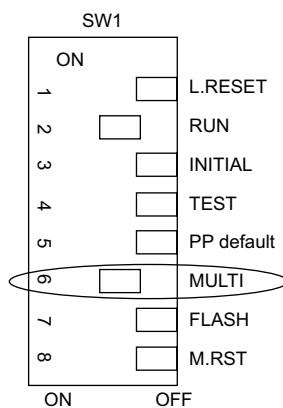 SW1
ON
1 L.RESET
2 RUN
3 INITIAL
4 TEST
5 PP default
6 MULTI
7 FLASH
8 M.RST
ON OFF